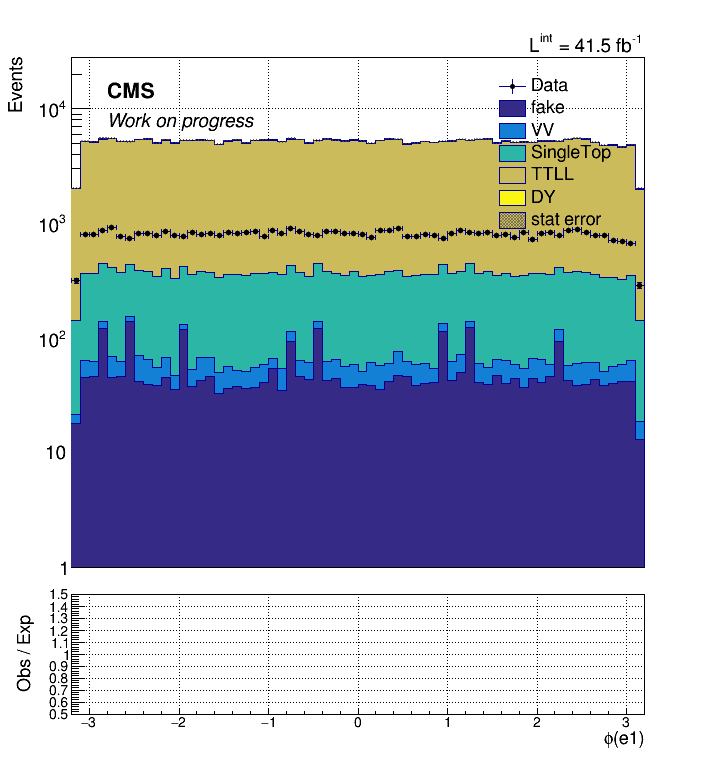 L^int = 41.5 fb^-1
Events
CMS
Work on progress
Data
fake
VV
SingleTop
TTLL
DY
stat error
10^4
10^3
10^2
10
1
Obs / Exp
1.5
1.4
1.3
1.2
1.1
1
0.9
0.8
0.7
0.6
0.5
−3 −2 −1 0 1 2 3
ϕ(e1)